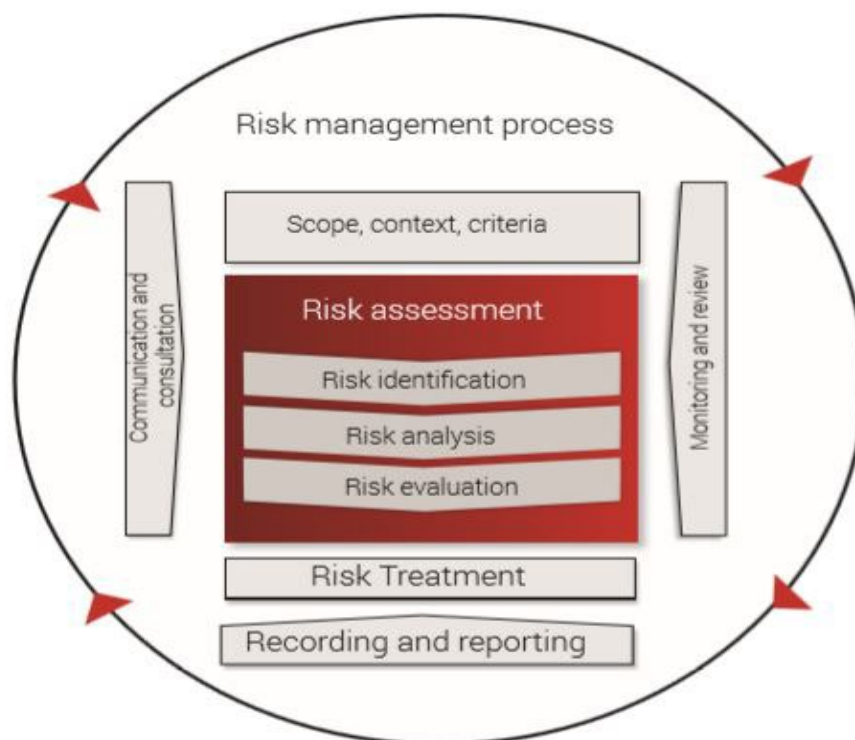 Risk management process
Scope, context, criteria
Communication and
consultation
Risk assessment
Risk identification
Risk analysis
Risk evaluation
Monitoring and review
Risk Treatment
Recording and reporting